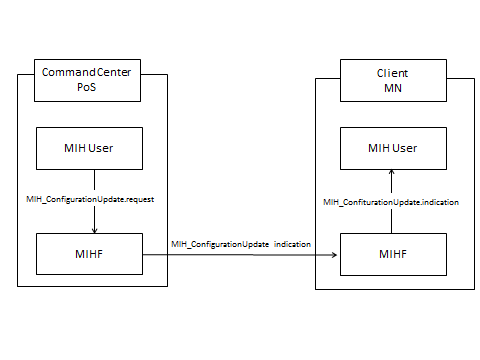 CommandCenter
PoS
Client
MN
MIH User
MIH User
MIH_ConfigurationUpdate.request
MIH_ConfiturationUpdate.indication
MIH_ConfigurationUpdate indication
MIHF
MIHF